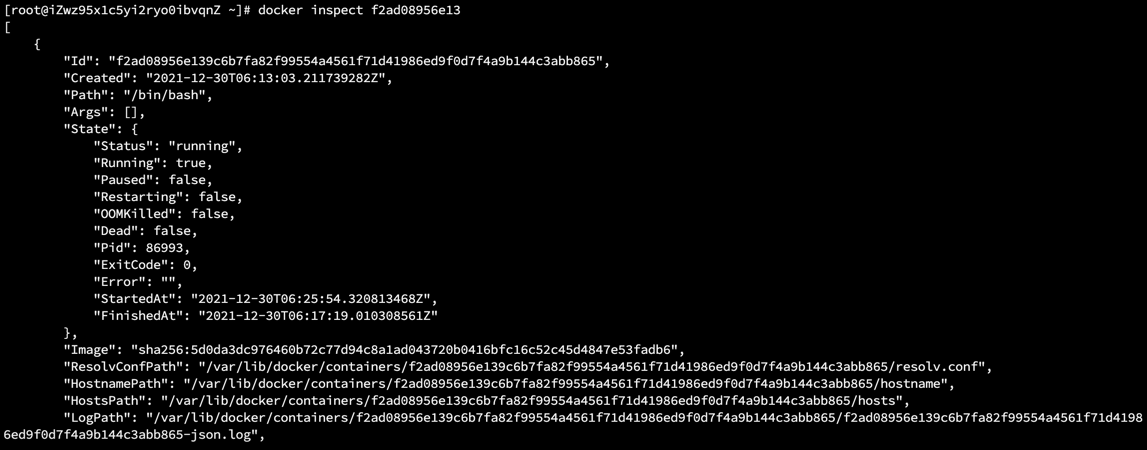 [root@iZwz95x1c5yi2ryo0ibvqnZ ~]# docker inspect f2ad08956e13
[
    {
        "Id": "f2ad08956e139c6b7fa82f99554a4561f71d41986ed9f0d7f4a9b144c3abb865",
        "Created": "2021-12-30T06:13:03.211739282Z",
        "Path": "/bin/bash",
        "Args": [],
        "State": {
            "Status": "running",
            "Running": true,
            "Paused": false,
            "Restarting": false,
            "OOMKilled": false,
            "Dead": false,
            "Pid": 86993,
            "ExitCode": 0,
            "Error": "",
            "StartedAt": "2021-12-30T06:25:54.320813468Z",
            "FinishedAt": "2021-12-30T06:17:19.010308561Z"
        },
        "Image": "sha256:5d0da3dc976460b72c77d94c8a1ad043720b0416bfc16c52c45d4847e53fadb6",
        "ResolvConfPath": "/var/lib/docker/containers/f2ad08956e139c6b7fa82f99554a4561f71d41986ed9f0d7f4a9b144c3abb865/resolv.conf",
        "HostnamePath": "/var/lib/docker/containers/f2ad08956e139c6b7fa82f99554a4561f71d41986ed9f0d7f4a9b144c3abb865/hostname",
        "HostsPath": "/var/lib/docker/containers/f2ad08956e139c6b7fa82f99554a4561f71d41986ed9f0d7f4a9b144c3abb865/hosts",
        "LogPath": "/var/lib/docker/containers/f2ad08956e139c6b7fa82f99554a4561f71d41986ed9f0d7f4a9b144c3abb865/f2ad08956e139c6b7fa82f99554a4561f71d4198
6ed9f0d7f4a9b144c3abb865-json.log",